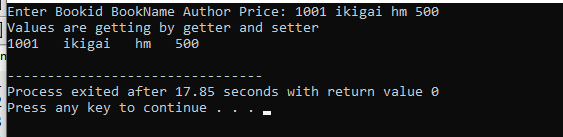 Enter Bookid BookName Author Price: 1001 ikigai hm 500
Values are getting by getter and setter
1001   ikigai   hm   500

--------------------------------
Process exited after 17.85 seconds with return value 0
Press any key to continue . . .